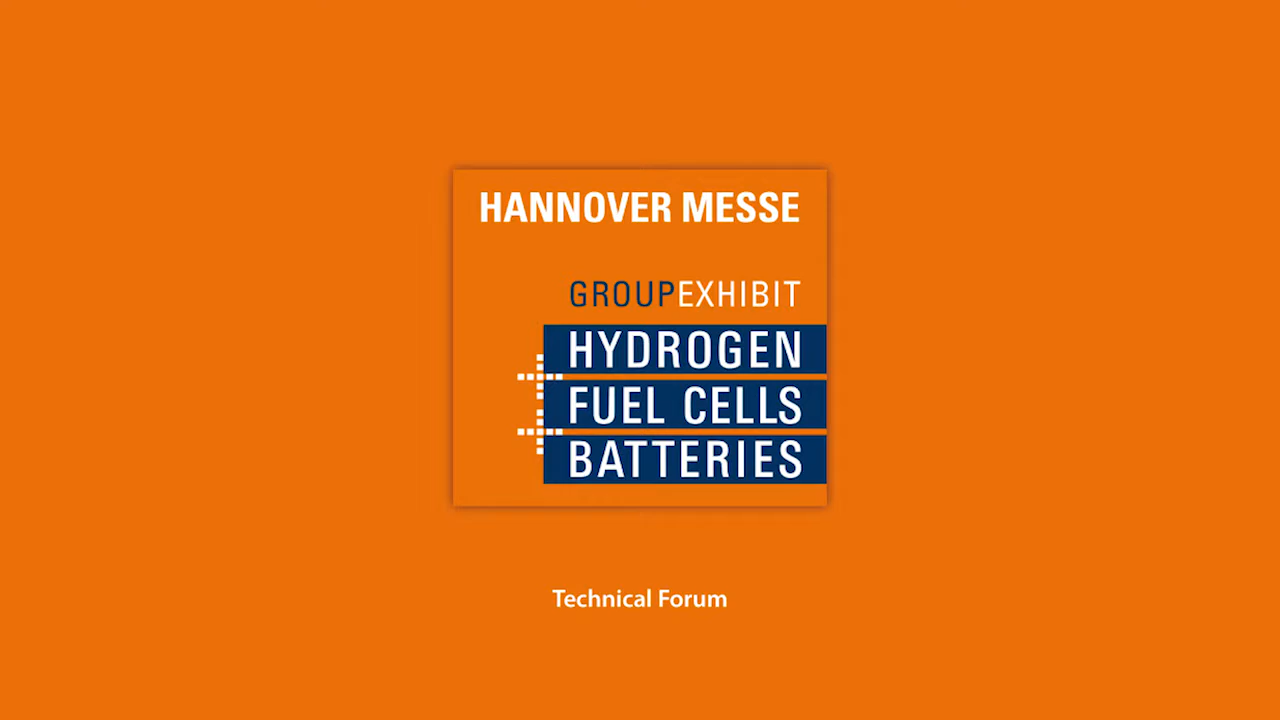 HANNOVER MESSE
GROUPEXHIBIT
HYDROGEN
FUEL CELLS
BATTERIES
Technical Forum